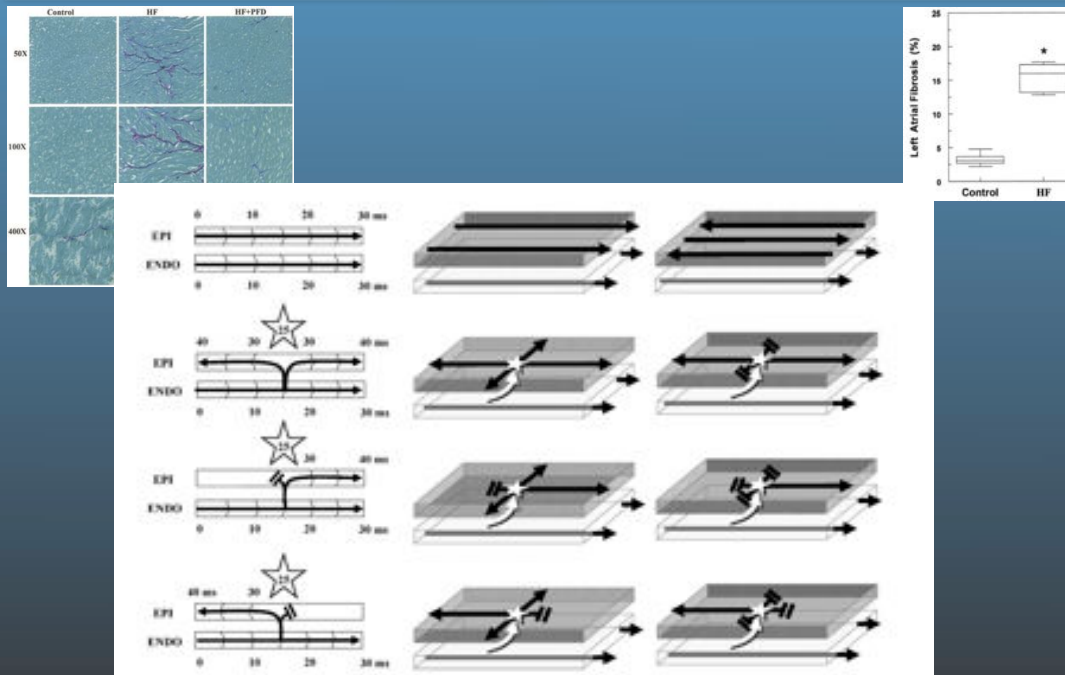 Control HF HF+PFD
50X
100X
400X
25
20
15
10
5
0
Left Atrial Fibrosis (%)
*
Control HF
0 10 20 30 ms
EPI
ENDO
0 10 20 30 ms
25
40 30 30 40 ms
EPI
ENDO
0 10 20 30 ms
25
30 40 ms
EPI
ENDO
0 10 20 30 ms
25
40 ms 30
EPI
ENDO
0 10 20 30 ms